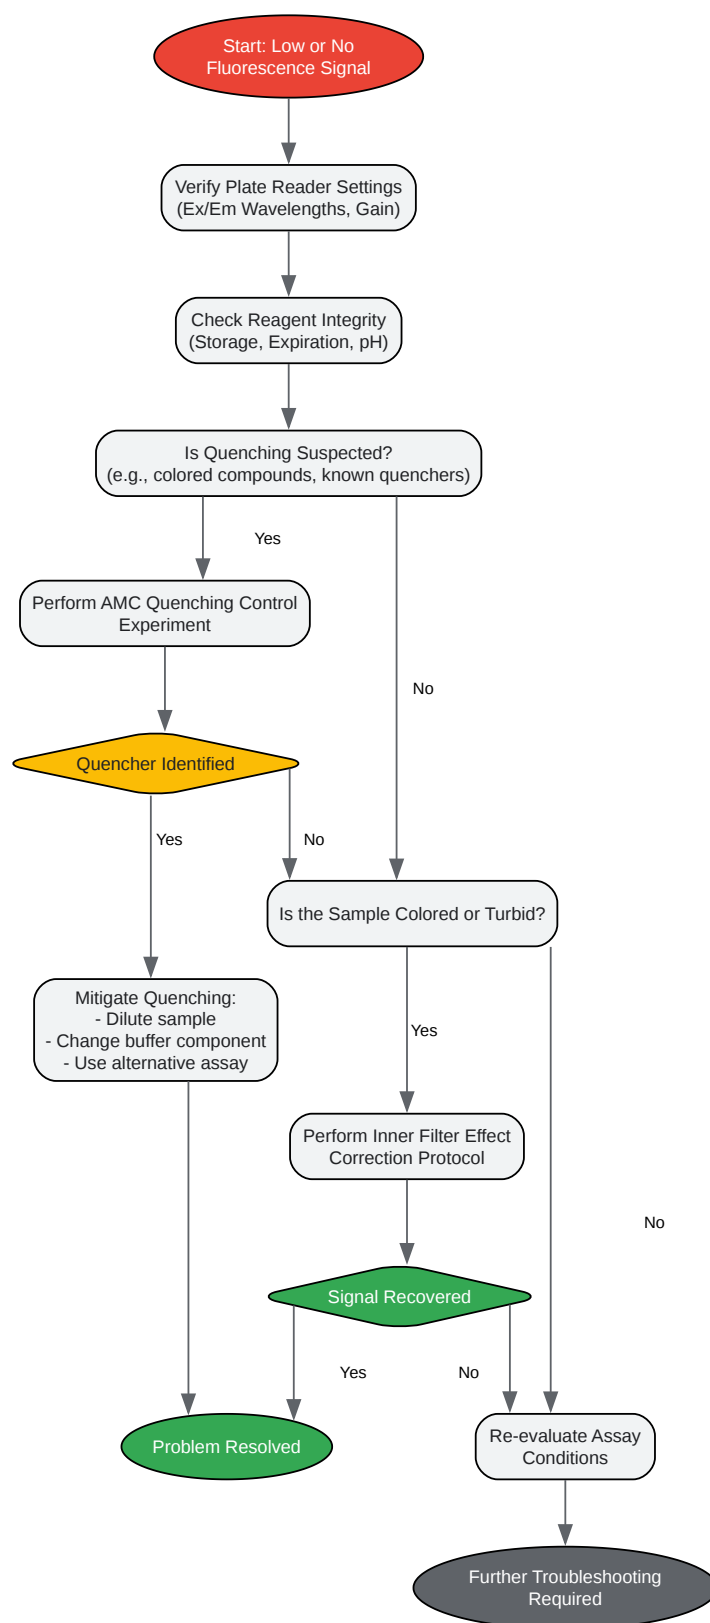 Start: Low or No
Fluorescence Signal
Verify Plate Reader Settings
(Ex/Em Wavelengths, Gain)
Check Reagent Integrity
(Storage, Expiration, pH)
Is Quenching Suspected?
(e.g., colored compounds, known quenchers)
Yes
Perform AMC Quenching Control
Experiment
No
Quencher Identified
Yes
No
Is the Sample Colored or Turbid?
Mitigate Quenching:
- Dilute sample
- Change buffer component
- Use alternative assay
Yes
Perform Inner Filter Effect
Correction Protocol
No
Signal Recovered
Yes
No
Problem Resolved
Re-evaluate Assay
Conditions
Further Troubleshooting
Required